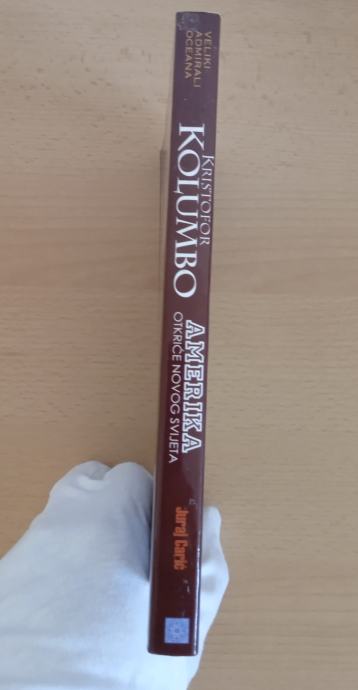 VELIKI
ADMIRALI
OCEANA
KRISTOFOR
KOLUMBO
AMERIKA
OTKRIĆE NOVOG SVIJETA
Juraj Carić